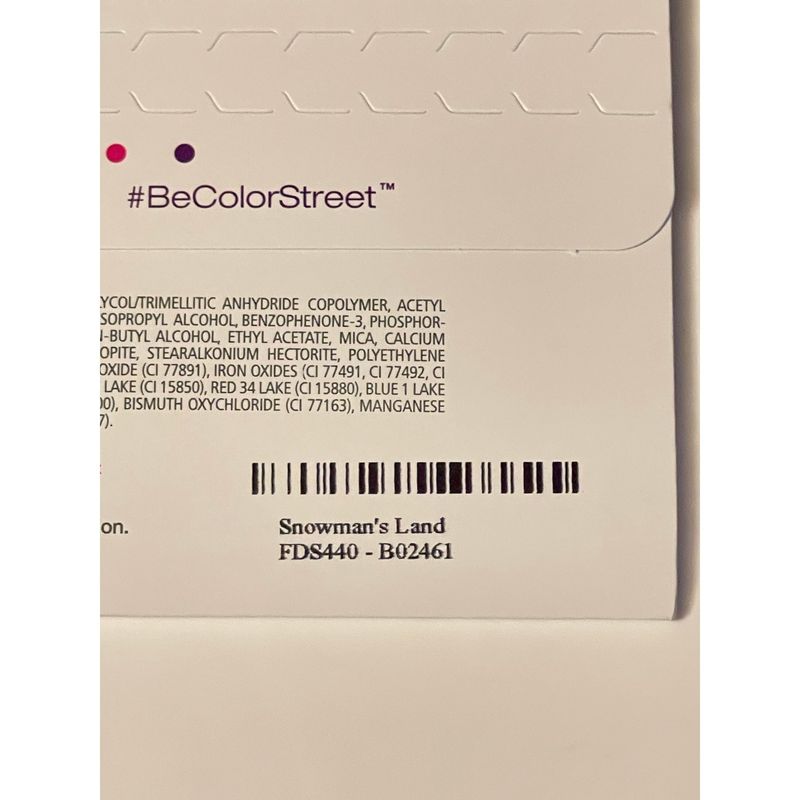 #BeColorStreet™
YCOL/TRIMELLITIC ANHYDRIDE COPOLYMER, ACETYL
SOPROPYL ALCOHOL, BENZOPHENONE-3, PHOSPHOR-
N-BUTYL ALCOHOL, ETHYL ACETATE, MICA, CALCIUM
OPITE, STEARALKONIUM HECTORITE, POLYETHYLENE
OXIDE (CI 77891), IRON OXIDES (CI 77491, CI 77492, CI
LAKE (CI 15850), RED 34 LAKE (CI 15880), BLUE 1 LAKE
0), BISMUTH OXYCHLORIDE (CI 77163), MANGANESE
7).
on.
Snowman's Land
FDS440 - B02461